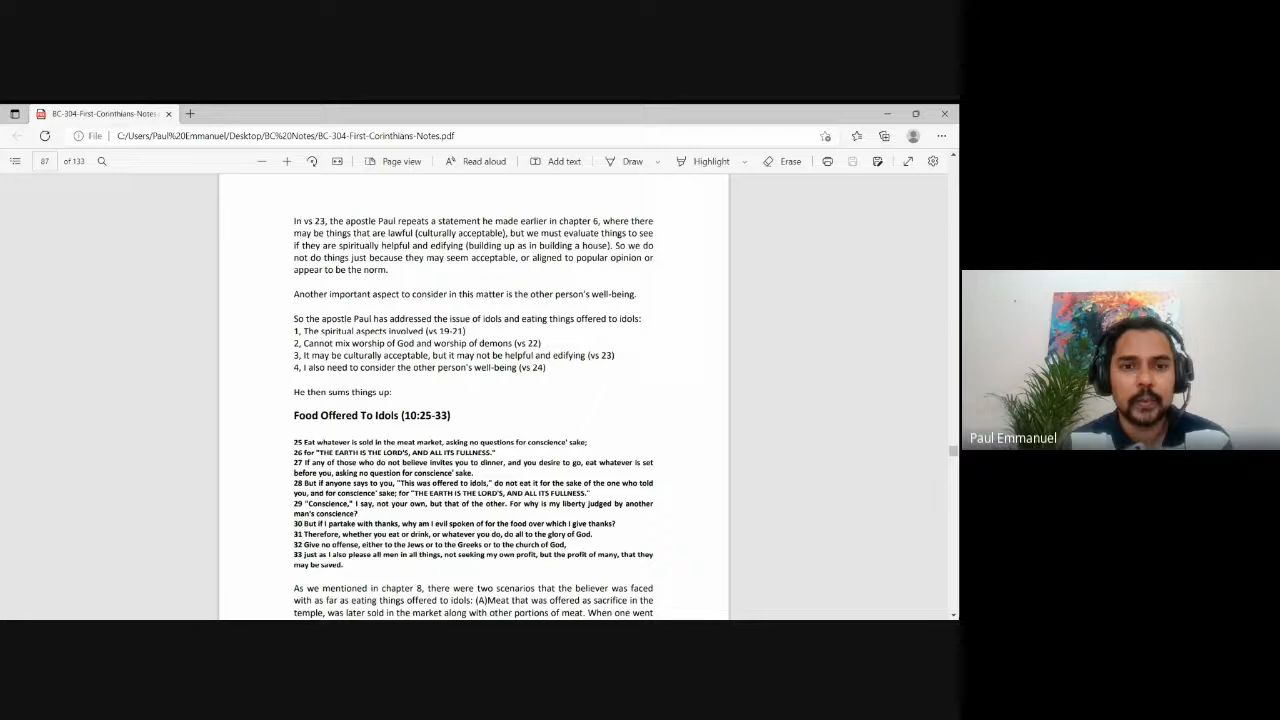 BC-304-First-Corinthians-Notes
File C:/Users/Paul%20Emmanuel/Desktop/BC%20Notes/BC-304-First-Corinthians-Notes.pdf
87 of 133 Page view Read aloud Add text Draw Highlight Erase
In vs 23, the apostle Paul repeats a statement he made earlier in chapter 6, where there
may be things that are lawful (culturally acceptable), but we must evaluate things to see
if they are spiritually helpful and edifying (building up as in building a house). So we do
not do things just because they may seem acceptable, or aligned to popular opinion or
appear to be the norm.
Another important aspect to consider in this matter is the other person's well-being.
So the apostle Paul has addressed the issue of idols and eating things offered to idols:
1, The spiritual aspects involved (vs 19-21)
2, Cannot mix worship of God and worship of demons (vs 22)
3, It may be culturally acceptable, but it may not be helpful and edifying (vs 23)
4, I also need to consider the other person's well-being (vs 24)
He then sums things up:
Food Offered To Idols (10:25-33)
25 Eat whatever is sold in the meat market, asking no questions for conscience' sake;
26 for "THE EARTH IS THE LORD'S, AND ALL ITS FULLNESS."
27 If any of those who do not believe invites you to dinner, and you desire to go, eat whatever is set
before you, asking no question for conscience' sake.
28 But if anyone says to you, "This was offered to idols," do not eat it for the sake of the one who told
you, and for conscience' sake; for "THE EARTH IS THE LORD'S, AND ALL ITS FULLNESS."
29 "Conscience," I say, not your own, but that of the other. For why is my liberty judged by another
man's conscience?
30 But if I partake with thanks, why am I evil spoken of for the food over which I give thanks?
31 Therefore, whether you eat or drink, or whatever you do, do all to the glory of God.
32 Give no offense, either to the Jews or to the Greeks or to the church of God,
33 just as I also please all men in all things, not seeking my own profit, but the profit of many, that they
may be saved.
As we mentioned in chapter 8, there were two scenarios that the believer was faced
with as far as eating things offered to idols: (A)Meat that was offered as sacrifice in the
temple, was later sold in the market along with other portions of meat. When one went
Paul Emmanuel